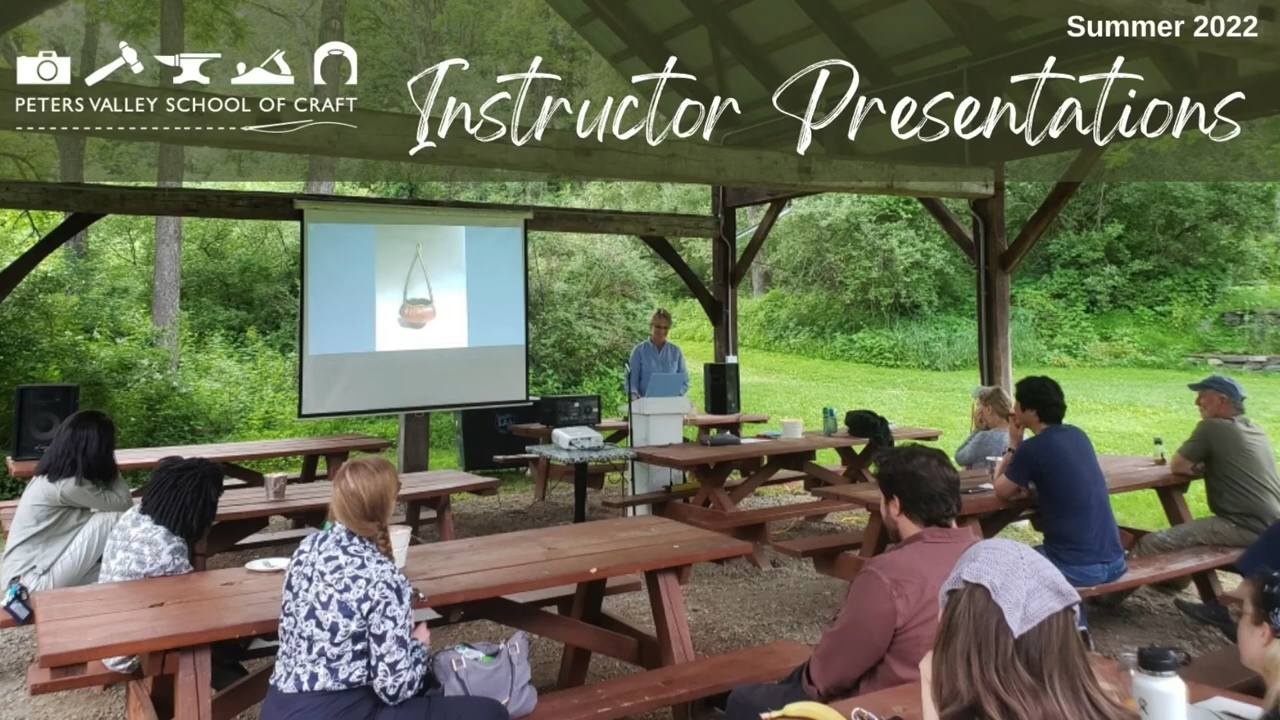 Summer 2022
Instructor Presentations
PETERS VALLEY SCHOOL OF CRAFT